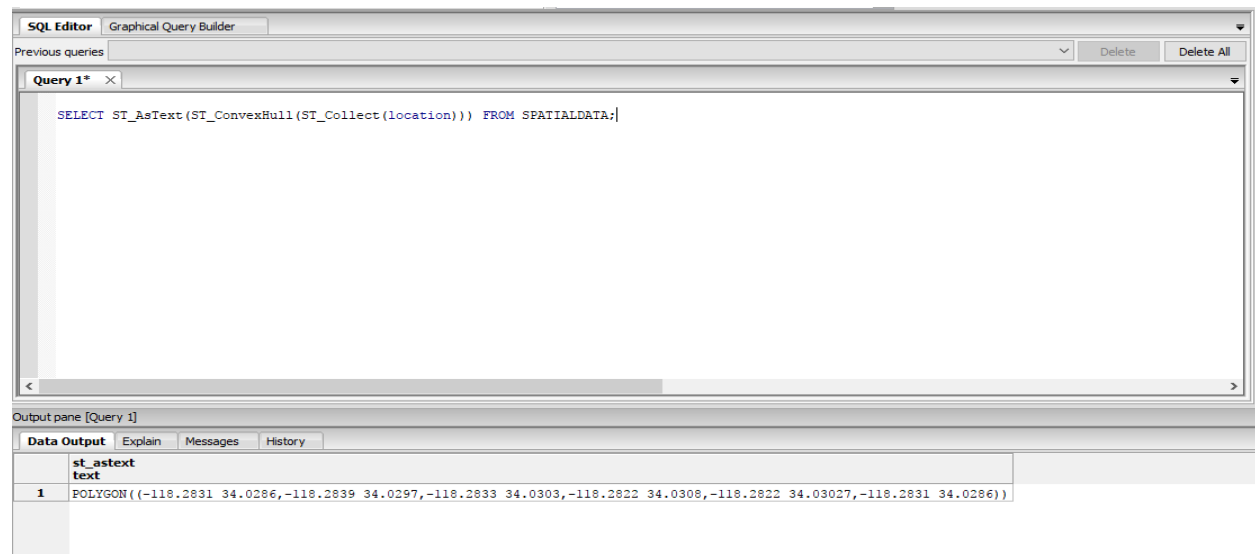 SQL Editor Graphical Query Builder
Previous queries Delete Delete All
Query 1*
SELECT ST_AsText(ST_ConvexHull(ST_Collect(location))) FROM SPATIALDATA;
Output pane [Query 1]
Data Output Explain Messages History
st_astext
text
1 POLYGON((-118.2831 34.0286,-118.2839 34.0297,-118.2833 34.0303,-118.2822 34.0308,-118.2822 34.03027,-118.2831 34.0286))